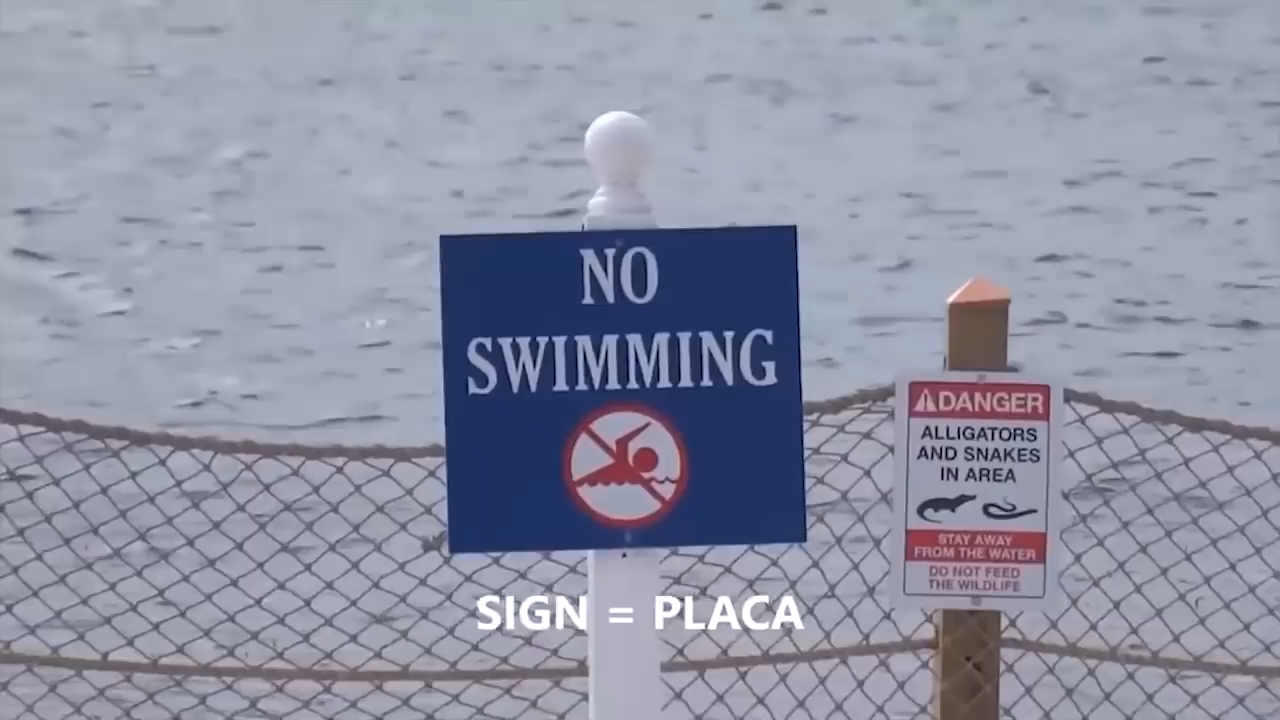 NO
SWIMMING
DANGER
ALLIGATORS
AND SNAKES
IN AREA
STAY AWAY
FROM THE WATER
DO NOT FEED
THE WILDLIFE
SIGN = PLACA